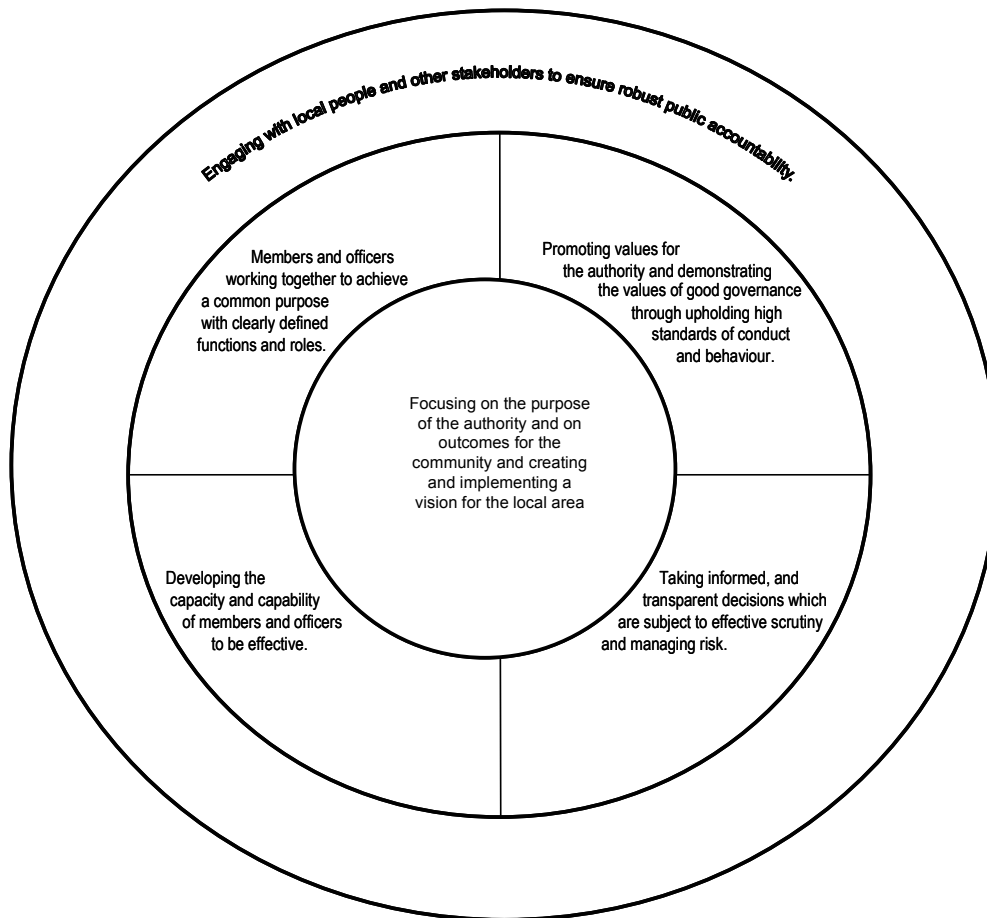 Engaging with local people and other stakeholders to ensure robust public accountability.
Members and officers
working together to achieve
a common purpose
with clearly defined
functions and roles.
Promoting values for
the authority and demonstrating
the values of good governance
through upholding high
standards of conduct
and behaviour.
Focusing on the purpose
of the authority and on
outcomes for the
community and creating
and implementing a
vision for the local area
Developing the
capacity and capability
of members and officers
to be effective.
Taking informed, and
transparent decisions which
are subject to effective scrutiny
and managing risk.